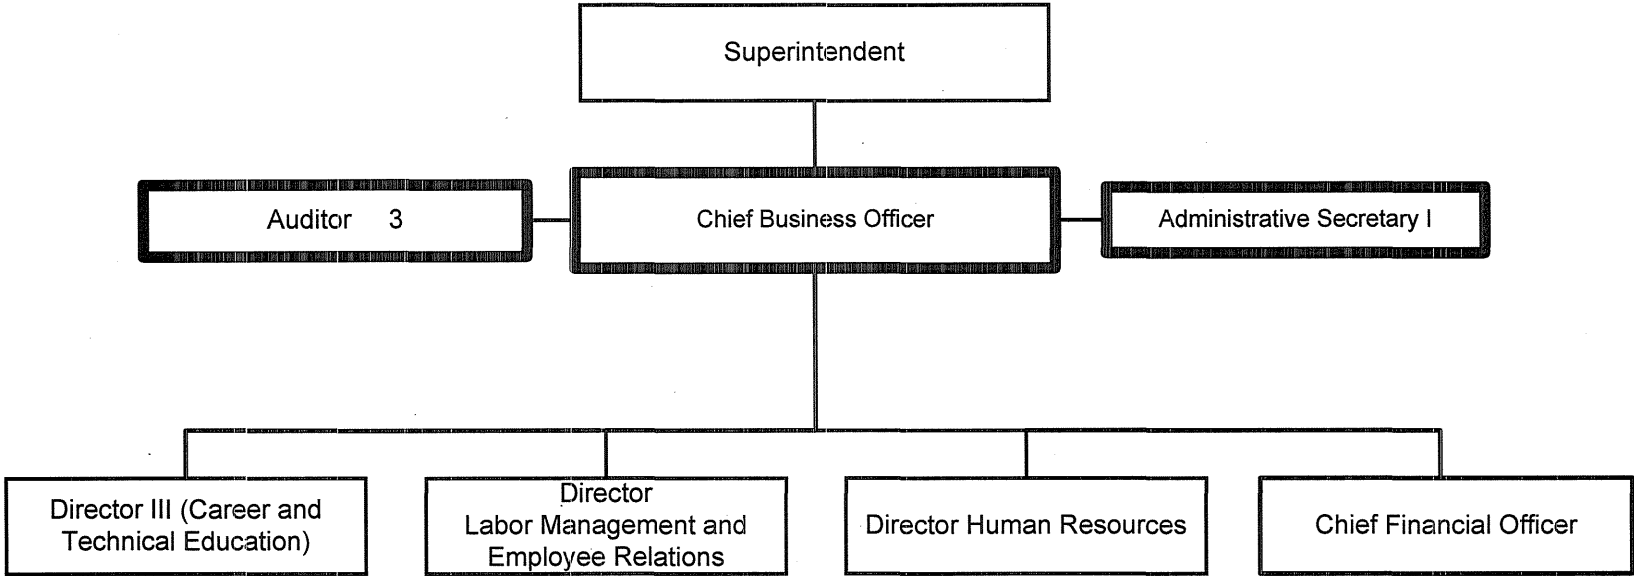 Superintendent
Auditor 3
Chief Business Officer
Administrative Secretary I
Director III (Career and
Technical Education)
Director
Labor Management and
Employee Relations
Director Human Resources
Chief Financial Officer